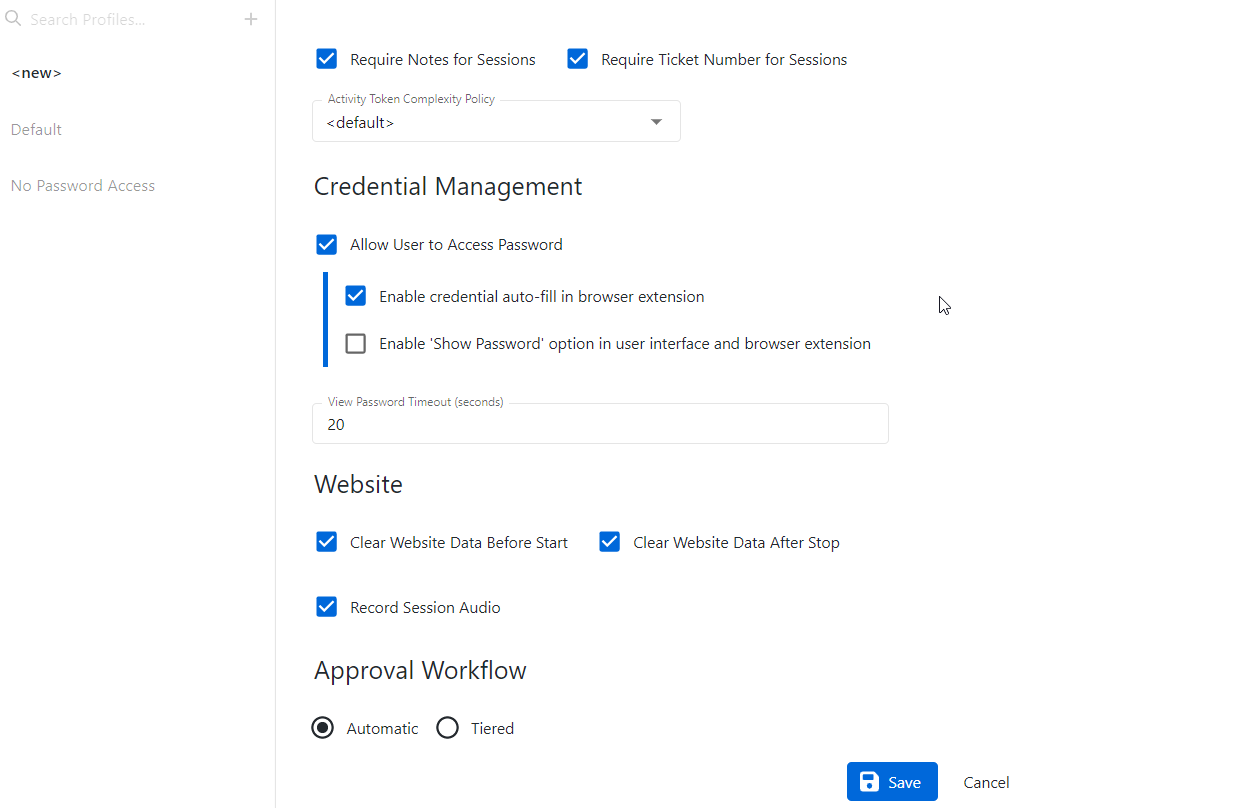 Search Profiles...
<new>
Default
No Password Access
Require Notes for Sessions
Require Ticket Number for Sessions
Activity Token Complexity Policy
<default>
Credential Management
Allow User to Access Password
Enable credential auto-fill in browser extension
Enable 'Show Password' option in user interface and browser extension
View Password Timeout (seconds)
20
Website
Clear Website Data Before Start
Clear Website Data After Stop
Record Session Audio
Approval Workflow
Automatic
Tiered
Save
Cancel